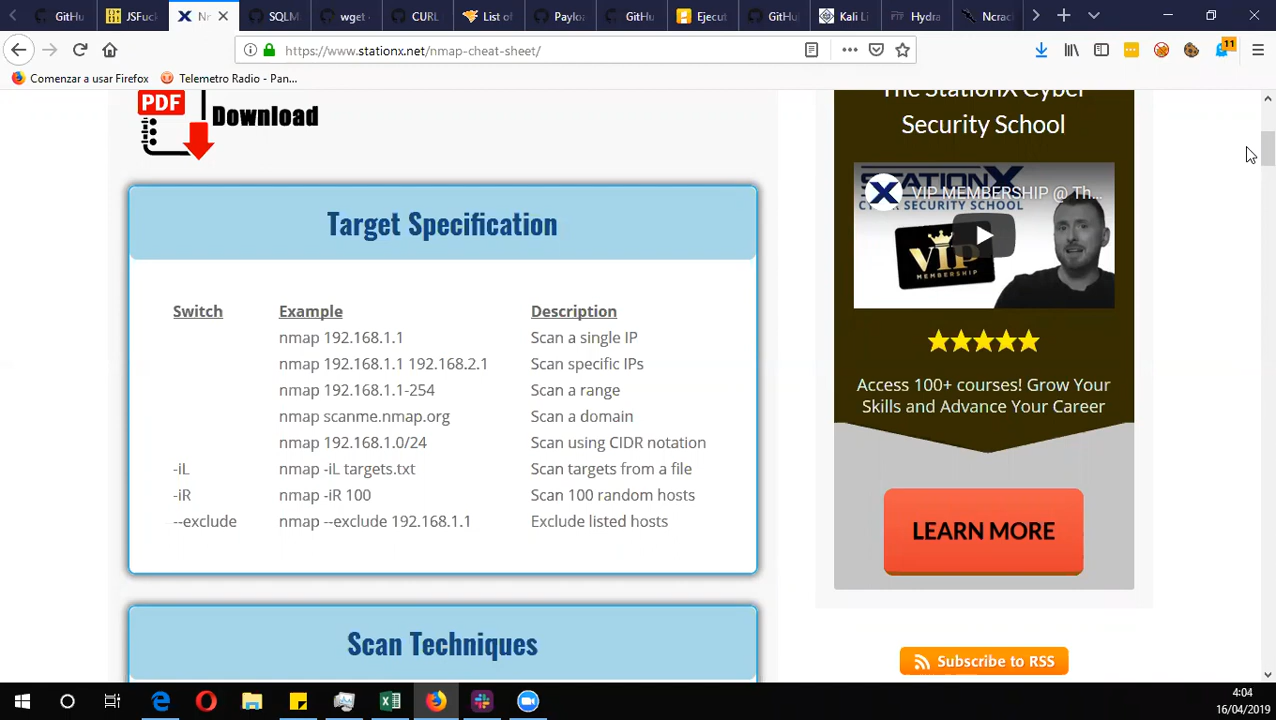 GitHu
JSFuck
Nm
SQLM
wget
CURL
List of
Paylo
GitHu
Ejecut
GitHu
Kali Li
Hydra
Ncrac
https://www.stationx.net/nmap-cheat-sheet/
11
Comenzar a usar Firefox
Telemetro Radio - Pan...
PDF
Download
Target Specification
Switch Example Description
nmap 192.168.1.1 Scan a single IP
nmap 192.168.1.1 192.168.2.1 Scan specific IPs
nmap 192.168.1.1-254 Scan a range
nmap scanme.nmap.org Scan a domain
nmap 192.168.1.0/24 Scan using CIDR notation
-iL nmap -iL targets.txt Scan targets from a file
-iR nmap -iR 100 Scan 100 random hosts
--exclude nmap --exclude 192.168.1.1 Exclude listed hosts
Scan Techniques
The StationX Cyber
Security School
STATIONX
VIP MEMBERSHIP @ Th...
CYBER SECURITY SCHOOL
VIP
MEMBERSHIP
Access 100+ courses! Grow Your
Skills and Advance Your Career
LEARN MORE
Subscribe to RSS
4:04
16/04/2019